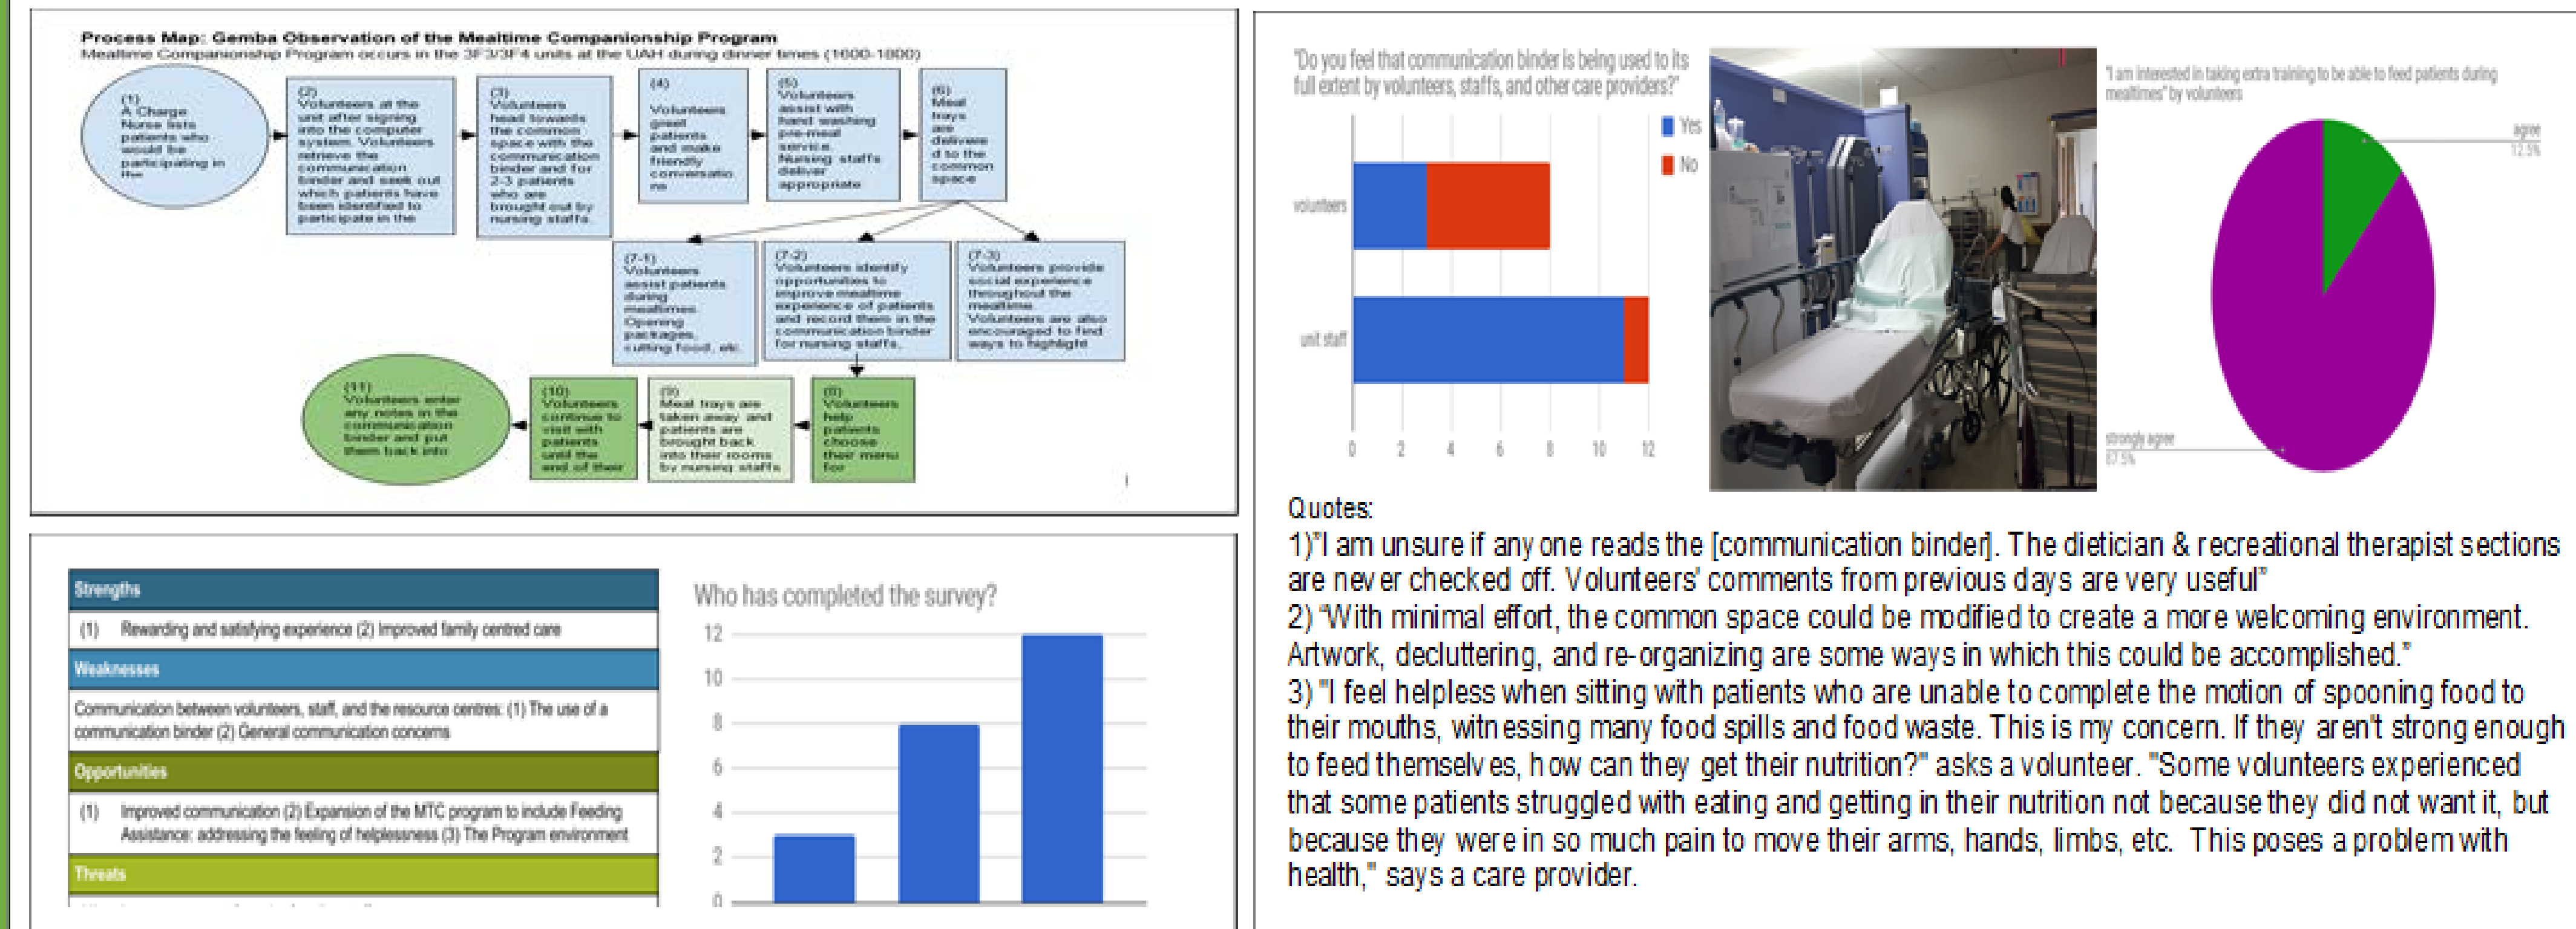 Process Map: Gemba Observation of the Mealtime Companionship Program
Mealtime Companionship Program occurs in the 3F3/3F4 units at the UAH during dinner times (1600-1800)
(1)
A Charge
Nurse lists
patients who
would be
participating in
the
(2)
Volunteers at the
unit after signing
into the computer
system. Volunteers
retrieve the
communication
binder and seek out
which patients have
been identified to
participate in the
(3)
Volunteers
head towards
the common
space with the
communication
binder and for
2-3 patients
who are
brought out by
nursing staffs.
(4)
Volunteers
greet
patients
and make
friendly
conversatio
ns
(5)
Volunteers
assist with
hand washing
pre-meal
service.
Nursing staffs
deliver
appropriate
(6)
Meal
trays
are
delivere
d to the
common
space
(7-1)
Volunteers
assist patients
during
mealtimes.
Opening
packages,
cutting food, etc.
(7-2)
Volunteers identify
opportunities to
improve mealtime
experience of patients
and record them in the
communication binder
for nursing staffs.
(7-3)
Volunteers provide
social experience
throughout the
mealtime.
Volunteers are also
encouraged to find
ways to highlight
(8)
Volunteers
help
patients
choose
their menu
for
(9)
Meal trays are
taken away and
patients are
brought back
into their rooms
by nursing staffs
(10)
Volunteers
continue to
visit with
patients
until the
end of their
(11)
Volunteers enter
any notes in the
communication
binder and put
them back into
Strengths
(1) Rewarding and satisfying experience (2) Improved family centred care
Weaknesses
Communication between volunteers, staff, and the resource centres: (1) The use of a
communication binder (2) General communication concerns
Opportunities
(1) Improved communication (2) Expansion of the MTC program to include Feeding
Assistance: addressing the feeling of helplessness (3) The Program environment
Threats
Who has completed the survey?
12
10
8
6
4
2
0
"Do you feel that communication binder is being used to its
full extent by volunteers, staffs, and other care providers?"
Yes
No
volunteers
unit staff
0 2 4 6 8 10 12
"I am interested in taking extra training to be able to feed patients during
mealtimes" by volunteers
agree
12.5%
strongly agree
87.5%
Quotes:
1)"I am unsure if any one reads the [communication binder]. The dietician & recreational therapist sections
are never checked off. Volunteers' comments from previous days are very useful"
2) "With minimal effort, the common space could be modified to create a more welcoming environment.
Artwork, decluttering, and re-organizing are some ways in which this could be accomplished."
3) "I feel helpless when sitting with patients who are unable to complete the motion of spooning food to
their mouths, witnessing many food spills and food waste. This is my concern. If they aren't strong enough
to feed themselves, how can they get their nutrition?" asks a volunteer. "Some volunteers experienced
that some patients struggled with eating and getting in their nutrition not because they did not want it, but
because they were in so much pain to move their arms, hands, limbs, etc. This poses a problem with
health," says a care provider.